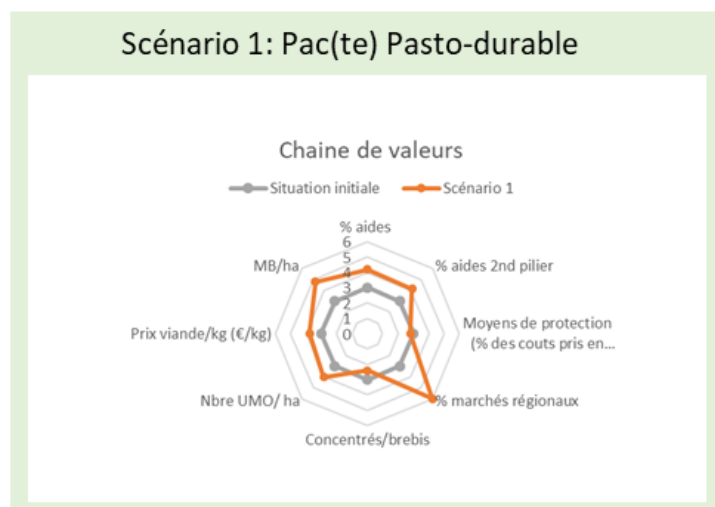 Scénario 1: Pac(te) Pasto-durable
Chaine de valeurs
Situation initiale
Scénario 1
% aides
6
5
4
3
2
1
0
% aides 2nd pilier
Moyens de protection
(% des couts pris en...
% marchés régionaux
Concentrés/brebis
Nbre UMO/ ha
Prix viande/kg (€/kg)
MB/ha